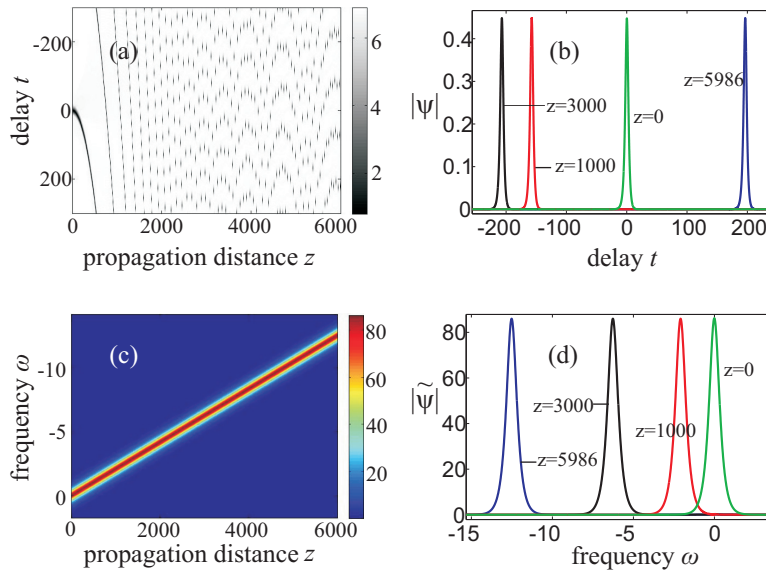 (a)
-300
0
200
delay t
0 2000 4000 6000
propagation distance z
6
4
2
(b)
|ψ|
0.4
0.3
0.2
0.1
0
z=5986
z=3000
z=0
z=1000
-200 -100 0 100 200
delay t
(c)
frequency ω
-10
-5
0
0 2000 4000 6000
propagation distance z
80
60
40
20
(d)
|ψ̃|
80
60
40
20
0
z=0
z=3000
z=1000
z=5986
-15 -10 -5 0
frequency ω